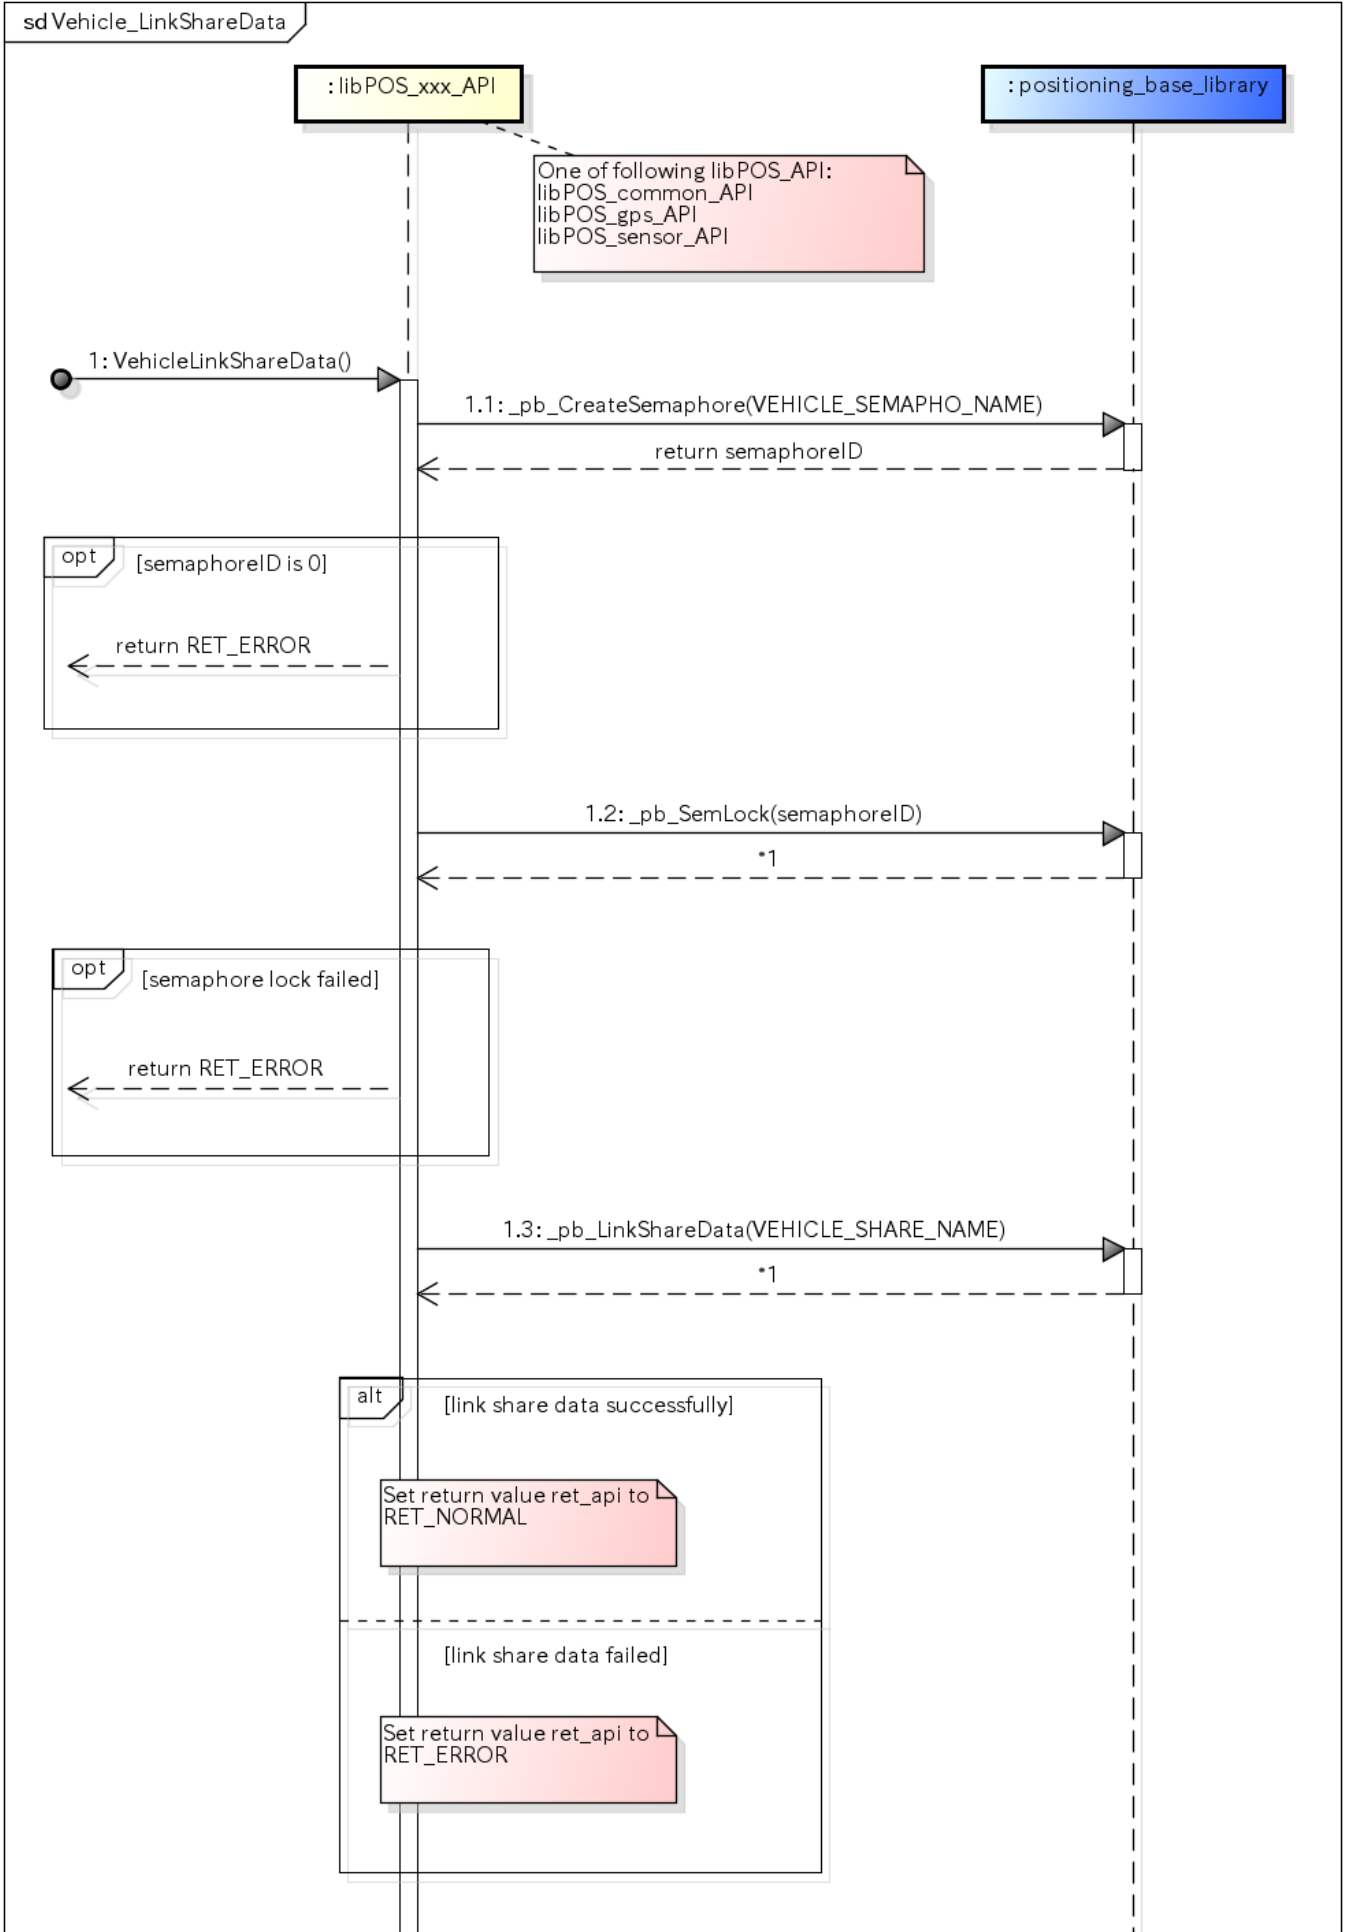 sd Vehicle_LinkShareData
: libPOS_xxx_API
: positioning_base_library
One of following libPOS_API:
libPOS_common_API
libPOS_gps_API
libPOS_sensor_API
1: VehicleLinkShareData()
1.1: _pb_CreateSemaphore(VEHICLE_SEMAPHO_NAME)
return semaphoreID
opt
[semaphoreID is 0]
return RET_ERROR
1.2: _pb_SemLock(semaphoreID)
*1
opt
[semaphore lock failed]
return RET_ERROR
1.3: _pb_LinkShareData(VEHICLE_SHARE_NAME)
*1
alt
[link share data successfully]
Set return value ret_api to
RET_NORMAL
[link share data failed]
Set return value ret_api to
RET_ERROR